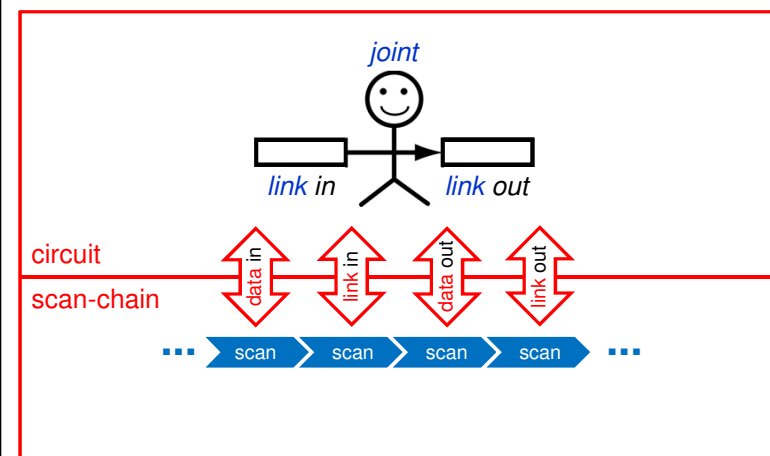 joint
link in
link out
circuit
scan-chain
data in
link in
data out
link out
scan
scan
scan
scan